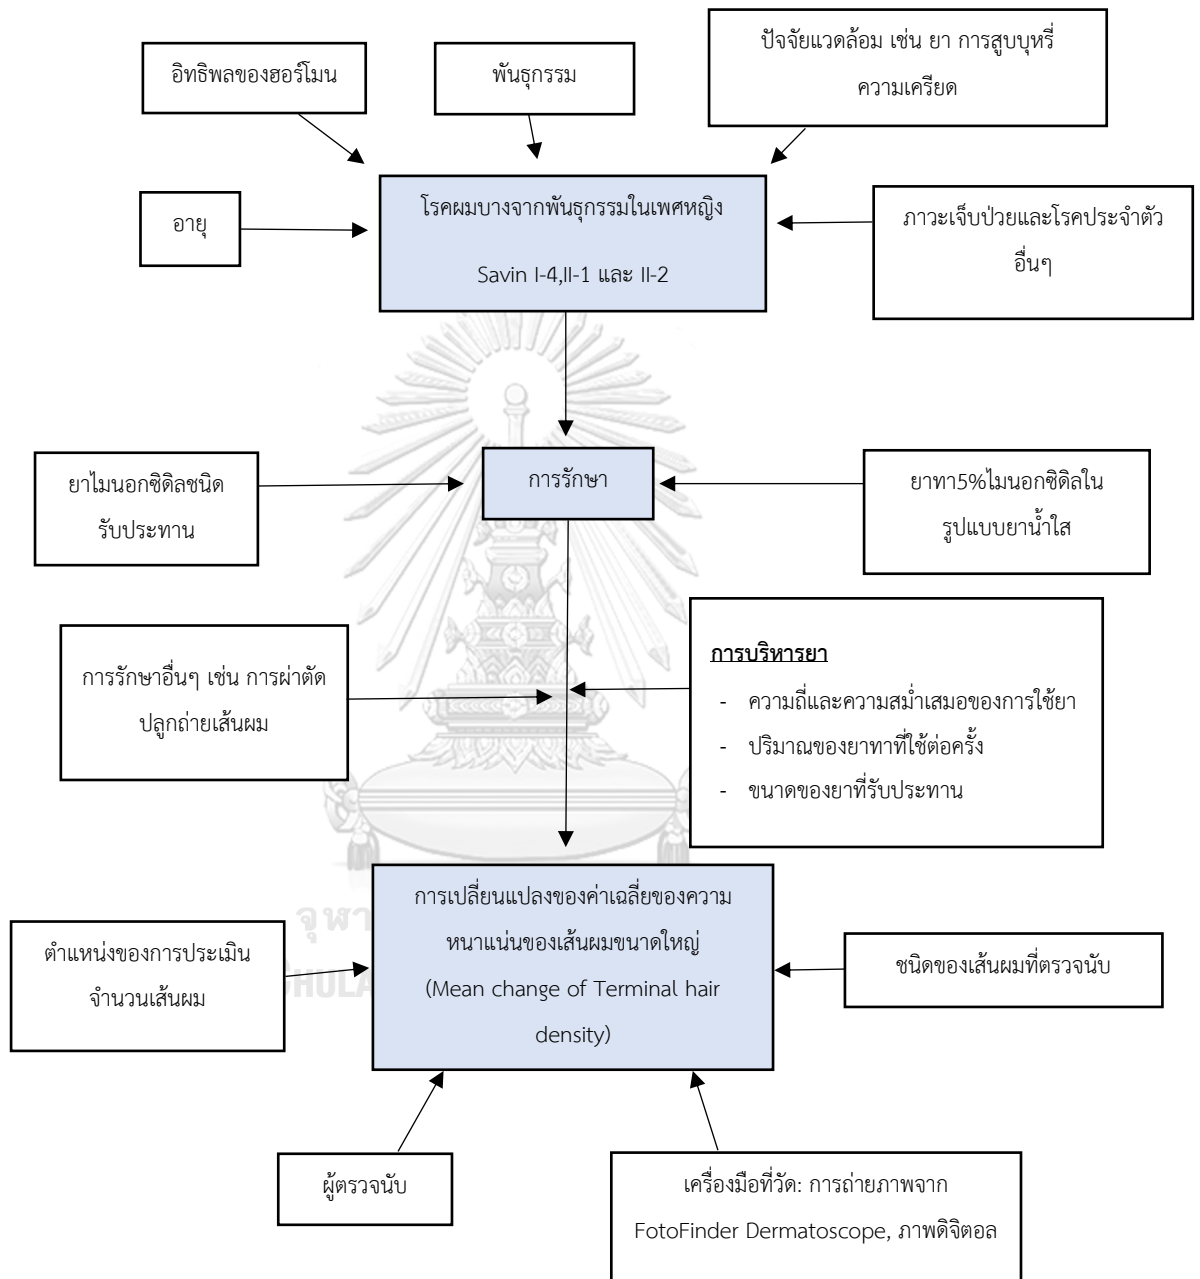 อิทธิพลของฮอร์โมน
พันธุกรรม
ปัจจัยแวดล้อม เช่น ยา การสูบบุหรี่
ความเครียด
อายุ
โรคผมบางจากพันธุกรรมในเพศหญิง
Savin I-4,II-1 และ II-2
ภาวะเจ็บป่วยและโรคประจำตัว
อื่นๆ
ยาไมนอกซิดิลชนิด
รับประทาน
การรักษา
ยาทา5%ไมนอกซิดิลใน
รูปแบบยาน้ำใส
การรักษาอื่นๆ เช่น การผ่าตัด
ปลูกถ่ายเส้นผม
การบริหารยา
- ความถี่และความสม่ำเสมอของการใช้ยา
- ปริมาณของยาทาที่ใช้ต่อครั้ง
- ขนาดของยาที่รับประทาน
ตำแหน่งของการประเมิน
จำนวนเส้นผม
การเปลี่ยนแปลงของค่าเฉลี่ยของความ
หนาแน่นของเส้นผมขนาดใหญ่
(Mean change of Terminal hair
density)
ชนิดของเส้นผมที่ตรวจนับ
จุฬา
HULA
ผู้ตรวจนับ
เครื่องมือที่วัด: การถ่ายภาพจาก
FotoFinder Dermatoscope, ภาพดิจิตอล